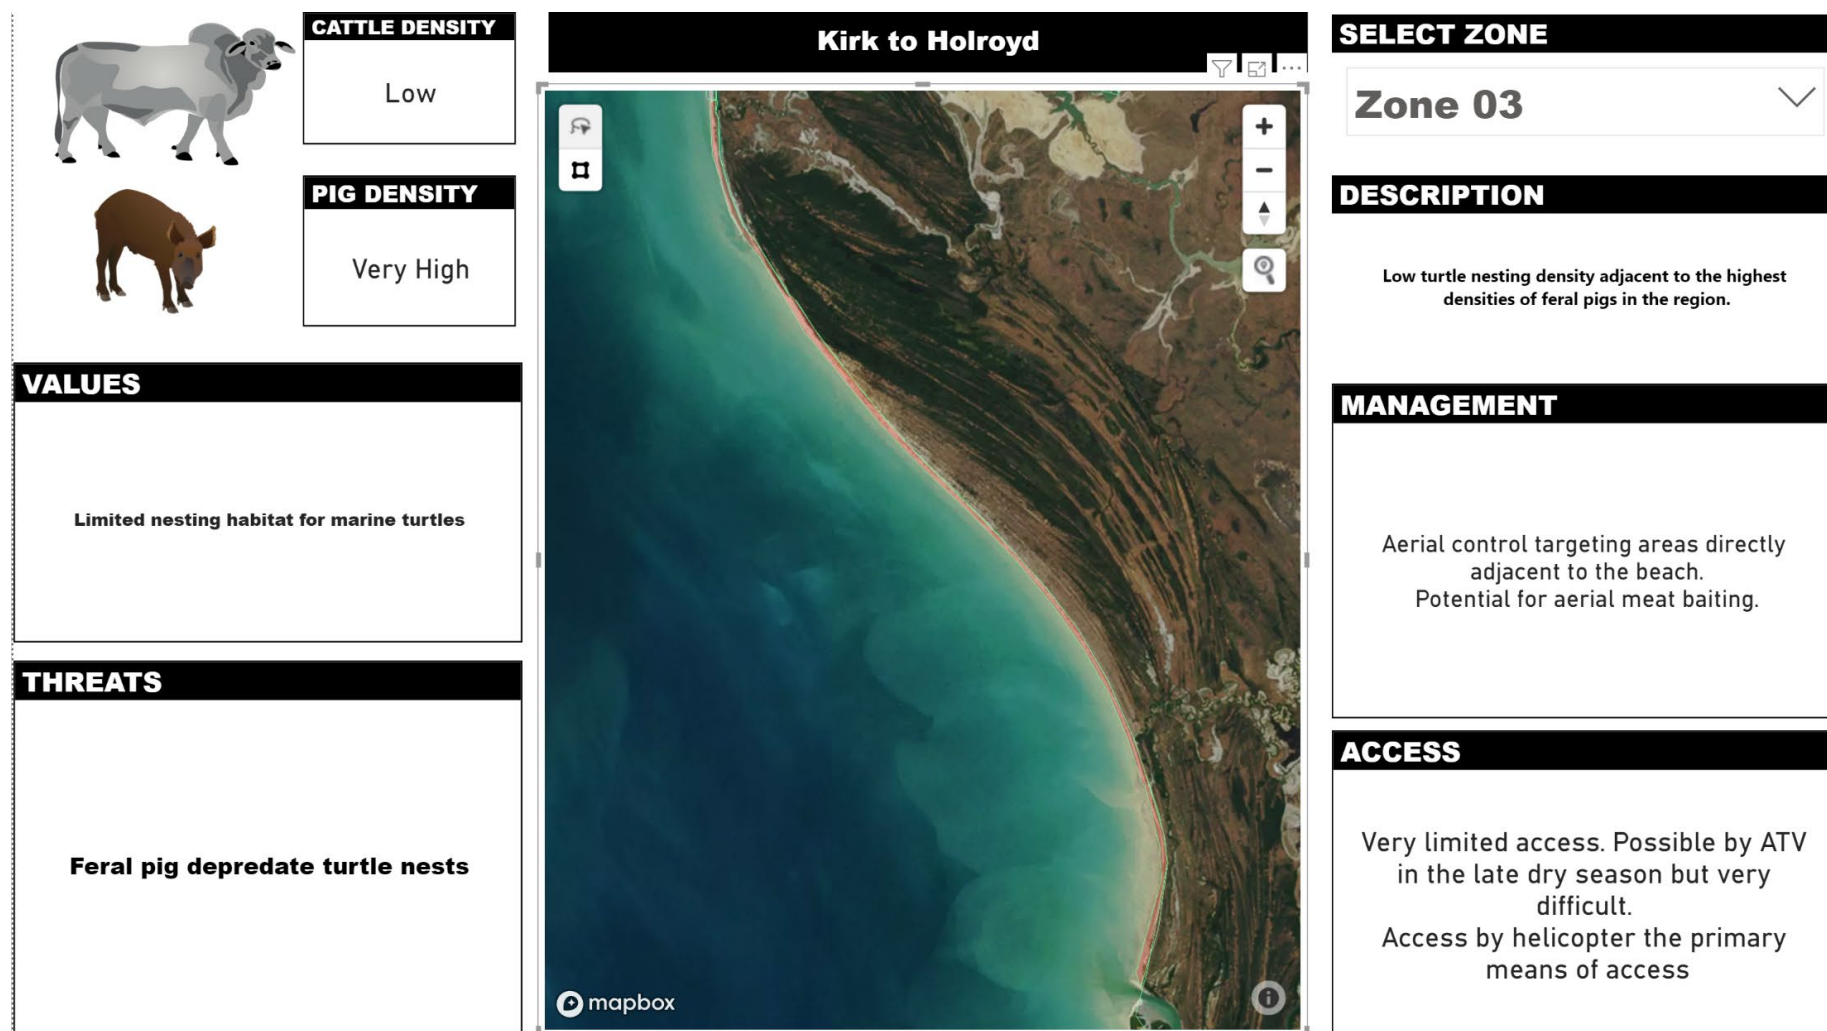 CATTLE DENSITY
Low
PIG DENSITY
Very High
VALUES
Limited nesting habitat for marine turtles
THREATS
Feral pig depredate turtle nests
Kirk to Holroyd
mapbox
SELECT ZONE
Zone 03
DESCRIPTION
Low turtle nesting density adjacent to the highest
densities of feral pigs in the region.
MANAGEMENT
Aerial control targeting areas directly
adjacent to the beach.
Potential for aerial meat baiting.
ACCESS
Very limited access. Possible by ATV
in the late dry season but very
difficult.
Access by helicopter the primary
means of access